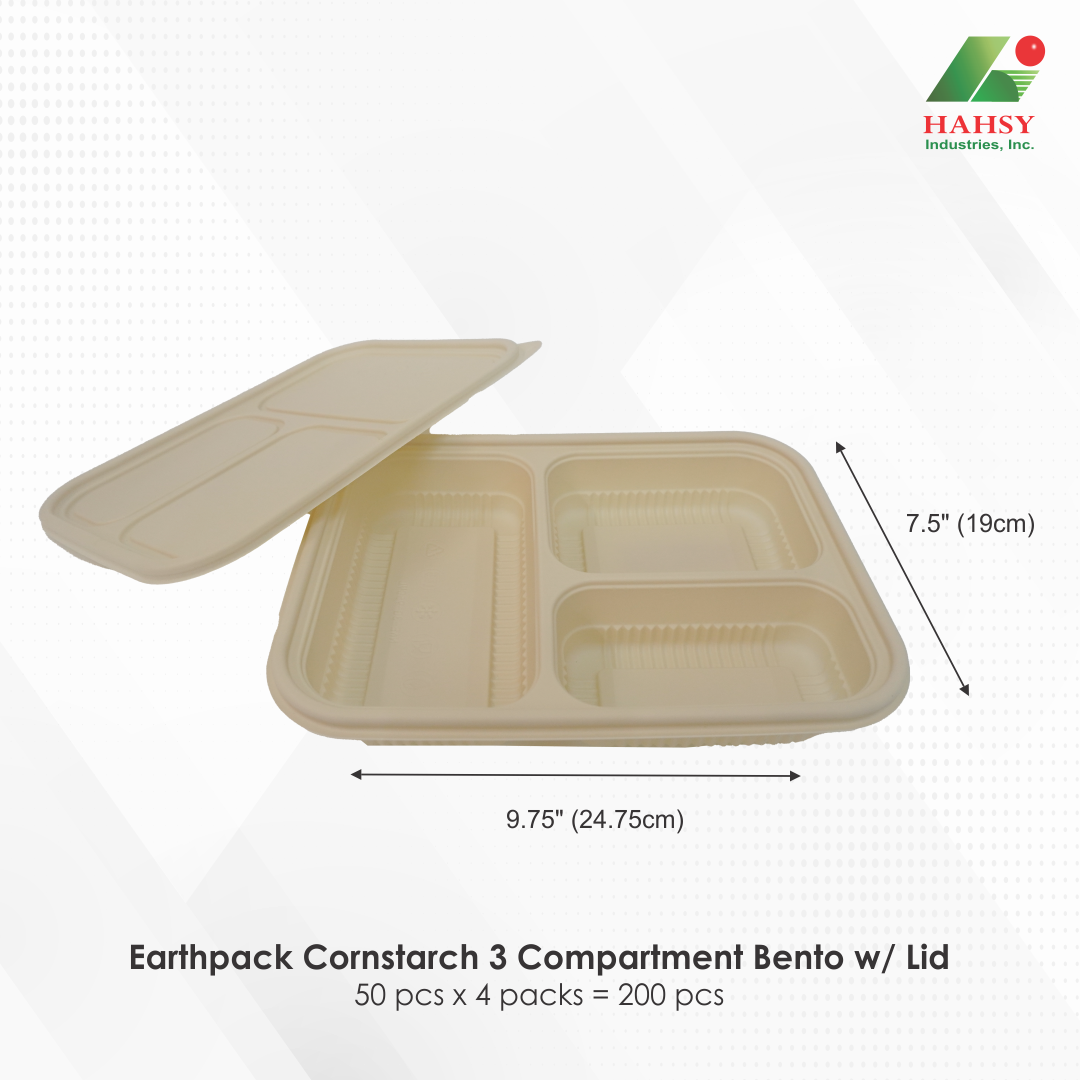 HAHSY
Industries, Inc.
7.5" (19cm)
9.75" (24.75cm)
Earthpack Cornstarch 3 Compartment Bento w/ Lid
50 pcs x 4 packs = 200 pcs